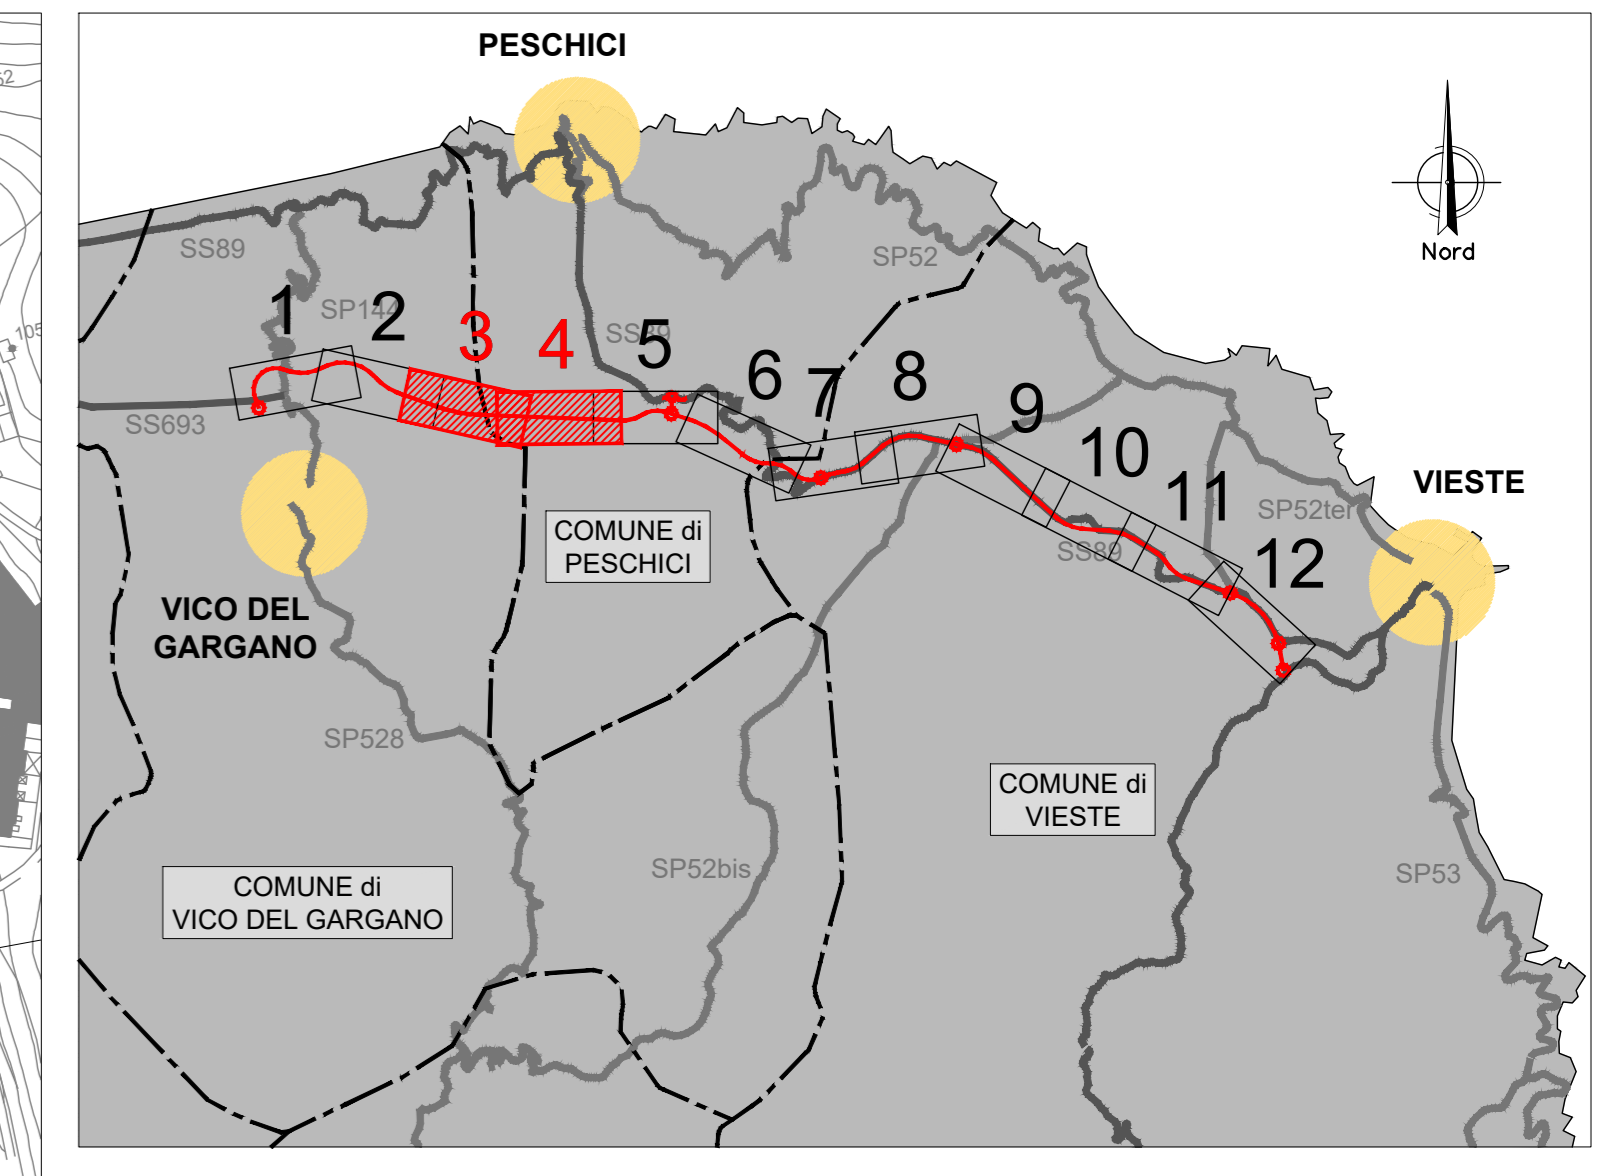 PESCHICI
Nord
SS89
SP52
105
1
SP144
2
3
4
SS89
5
6
7
8
9
10
11
12
SS693
VICO DEL
GARGANO
COMUNE di
PESCHICI
SS89
SP52ter
VIESTE
SP528
COMUNE di
VIESTE
SP52bis
SP53
COMUNE di
VICO DEL GARGANO